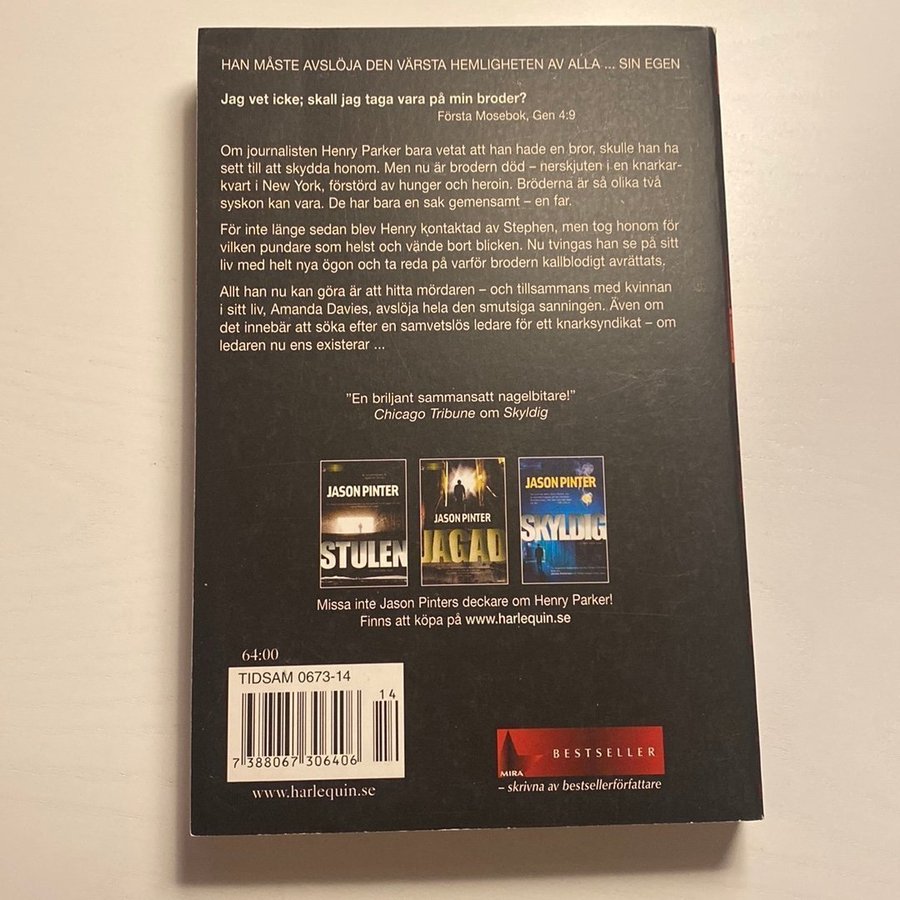 HAN MÅSTE AVSLÖJA DEN VÄRSTA HEMLIGHETEN AV ALLA ... SIN EGEN
Jag vet icke; skall jag taga vara på min broder?
Första Mosebok, Gen 4:9
Om journalisten Henry Parker bara vetat att han hade en bror, skulle han ha
sett till att skydda honom. Men nu är brodern död – nerskjuten i en knarkar-
kvart i New York, förstörd av hunger och heroin. Bröderna är så olika två
syskon kan vara. De har bara en sak gemensamt – en far.
För inte länge sedan blev Henry kontaktad av Stephen, men tog honom för
vilken pundare som helst och vände bort blicken. Nu tvingas han se på sitt
liv med helt nya ögon och ta reda på varför brodern kallblodigt avrättats.
Allt han nu kan göra är att hitta mördaren – och tillsammans med kvinnan
i sitt liv, Amanda Davies, avslöja hela den smutsiga sanningen. Även om
det innebär att söka efter en samvetslös ledare för ett knarksyndikat – om
ledaren nu ens existerar ...
”En briljant sammansatt nagelbitare!”
Chicago Tribune om Skyldig
JASON PINTER
STULEN
JASON PINTER
JAGAD
JASON PINTER
SKYLDIG
Missa inte Jason Pinters deckare om Henry Parker!
Finns att köpa på www.harlequin.se
64:00
TIDSAM 0673-14
14
7 388067 306406
www.harlequin.se
MIRA
BESTSELLER
– skrivna av bestsellerförfattare